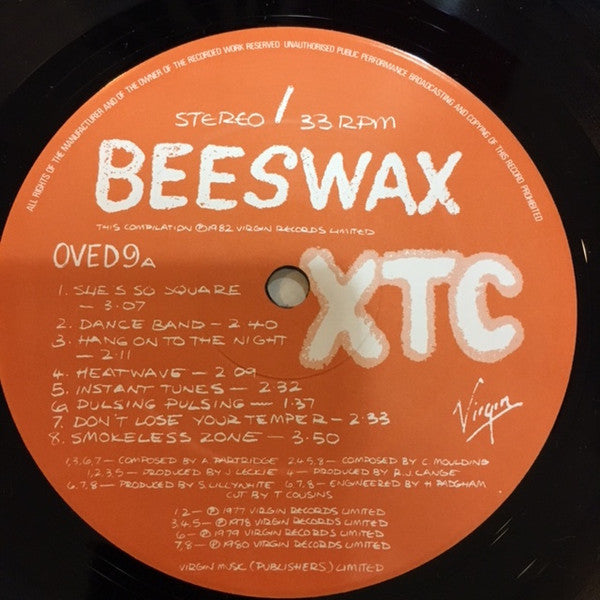 ALL RIGHTS OF THE MANUFACTURER AND OF THE OWNER OF THE RECORDED WORK RESERVED UNAUTHORISED PUBLIC PERFORMANCE BROADCASTING AND COPYING OF THIS RECORD PROHIBITED
STEREO / 33 RPM
BEESWAX
THIS COMPILATION ℗1982 VIRGIN RECORDS LIMITED
OVED9A
XTC
1. SHE'S SO SQUARE
— 3.07
2. DANCE BAND — 2 40
3. HANG ON TO THE NIGHT
— 2.11
4. HEATWAVE — 2 09
5. INSTANT TUNES — 2.32
6. PULSING PULSING — 1.37
7. DON'T LOSE YOUR TEMPER — 2.33
8. SMOKELESS ZONE — 3.50
Virgin
1,3,6,7 — COMPOSED BY A. PARTRIDGE 2,4,5,8 — COMPOSED BY C. MOULDING
1,2,3,5 — PRODUCED BY J LECKIE 4 — PRODUCED BY R.J. LANGE
6,7,8 — PRODUCED BY S. LILLYWHITE 6,7,8 — ENGINEERED BY H PADGHAM
CUT BY T COUSINS
1,2 — ℗ 1977 VIRGIN RECORDS LIMITED
3,4,5 — ℗ 1978 VIRGIN RECORDS LIMITED
6 — ℗ 1979 VIRGIN RECORDS LIMITED
7,8 — ℗ 1980 VIRGIN RECORDS LIMITED
VIRGIN MUSIC (PUBLISHERS) LIMITED